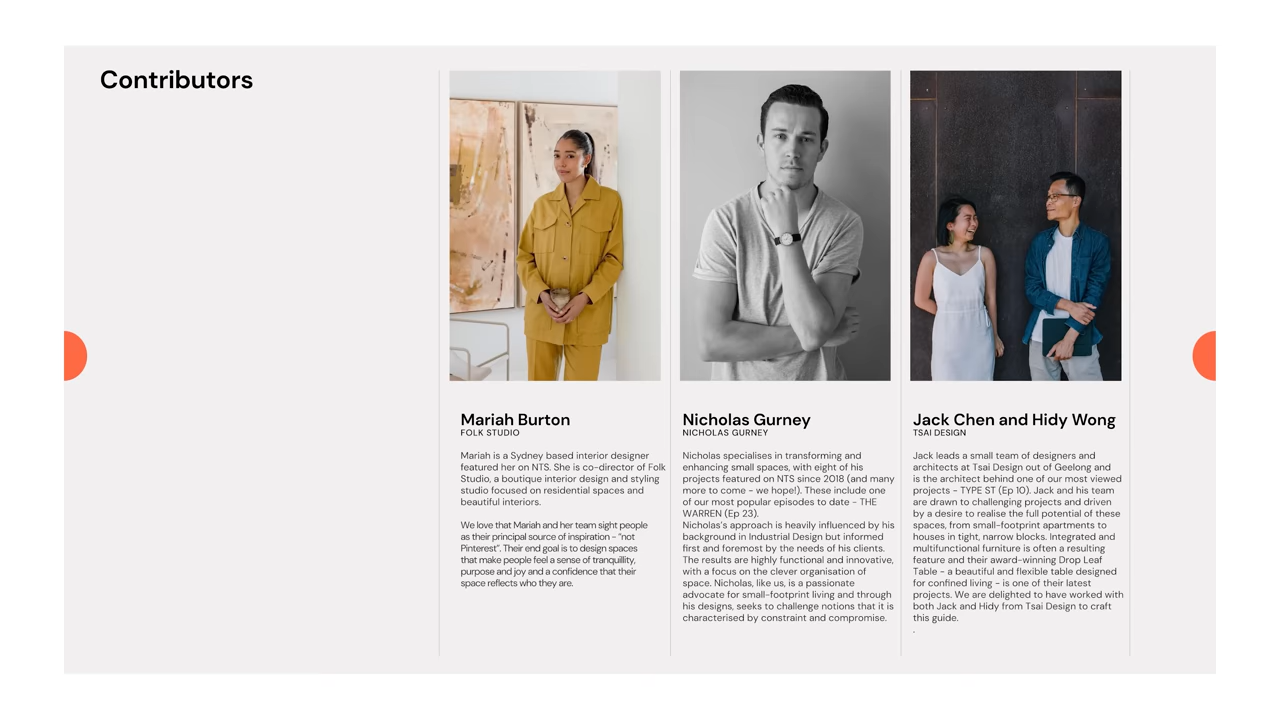 Contributors
Mariah Burton
FOLK STUDIO
Mariah is a Sydney based interior designer
featured her on NTS. She is co-director of Folk
Studio, a boutique interior design and styling
studio focused on residential spaces and
beautiful interiors.
We love that Mariah and her team sight people
as their principal source of inspiration - “not
Pinterest”. Their end goal is to design spaces
that make people feel a sense of tranquillity,
purpose and joy and a confidence that their
space reflects who they are.
Nicholas Gurney
NICHOLAS GURNEY
Nicholas specialises in transforming and
enhancing small spaces, with eight of his
projects featured on NTS since 2018 (and many
more to come - we hope!). These include one
of our most popular episodes to date - THE
WARREN (Ep 23).
Nicholas's approach is heavily influenced by his
background in Industrial Design but informed
first and foremost by the needs of his clients.
The results are highly functional and innovative,
with a focus on the clever organisation of
space. Nicholas, like us, is a passionate
advocate for small-footprint living and through
his designs, seeks to challenge notions that it is
characterised by constraint and compromise.
Jack Chen and Hidy Wong
TSAI DESIGN
Jack leads a small team of designers and
architects at Tsai Design out of Geelong and
is the architect behind one of our most viewed
projects - TYPE ST (Ep 10). Jack and his team
are drawn to challenging projects and driven
by a desire to realise the full potential of these
spaces, from small-footprint apartments to
houses in tight, narrow blocks. Integrated and
multifunctional furniture is often a resulting
feature and their award-winning Drop Leaf
Table - a beautiful and flexible table designed
for confined living - is one of their latest
projects. We are delighted to have worked with
both Jack and Hidy from Tsai Design to craft
this guide.
.